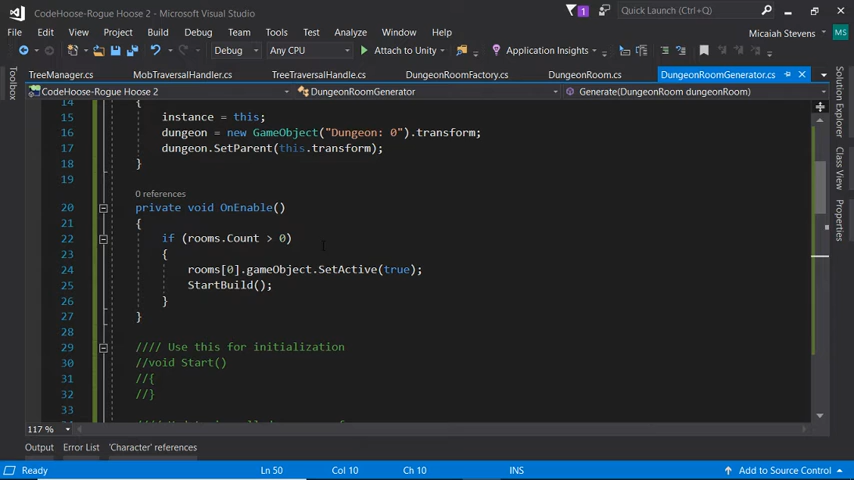 CodeHoose-Rogue Hoose 2 - Microsoft Visual Studio
1
Quick Launch (Ctrl+Q)
File Edit View Project Build Debug Team Tools Test Analyze Window Help
Micaiah Stevens
MS
Debug Any CPU Attach to Unity Application Insights
TreeManager.cs MobTraversalHandler.cs TreeTraversalHandle.cs DungeonRoomFactory.cs DungeonRoom.cs DungeonRoomGenerator.cs
CodeHoose-Rogue Hoose 2 DungeonRoomGenerator Generate(DungeonRoom dungeonRoom)
Toolbox
Solution Explorer
Class View
Properties
14 {
15 instance = this;
16 dungeon = new GameObject("Dungeon: 0").transform;
17 dungeon.SetParent(this.transform);
18 }
19
0 references
20 private void OnEnable()
21 {
22 if (rooms.Count > 0)
23 {
24 rooms[0].gameObject.SetActive(true);
25 StartBuild();
26 }
27 }
28
29 //// Use this for initialization
30 //void Start()
31 //{
32 //}
33
117 %
Output Error List 'Character' references
Ready Ln 50 Col 10 Ch 10 INS Add to Source Control